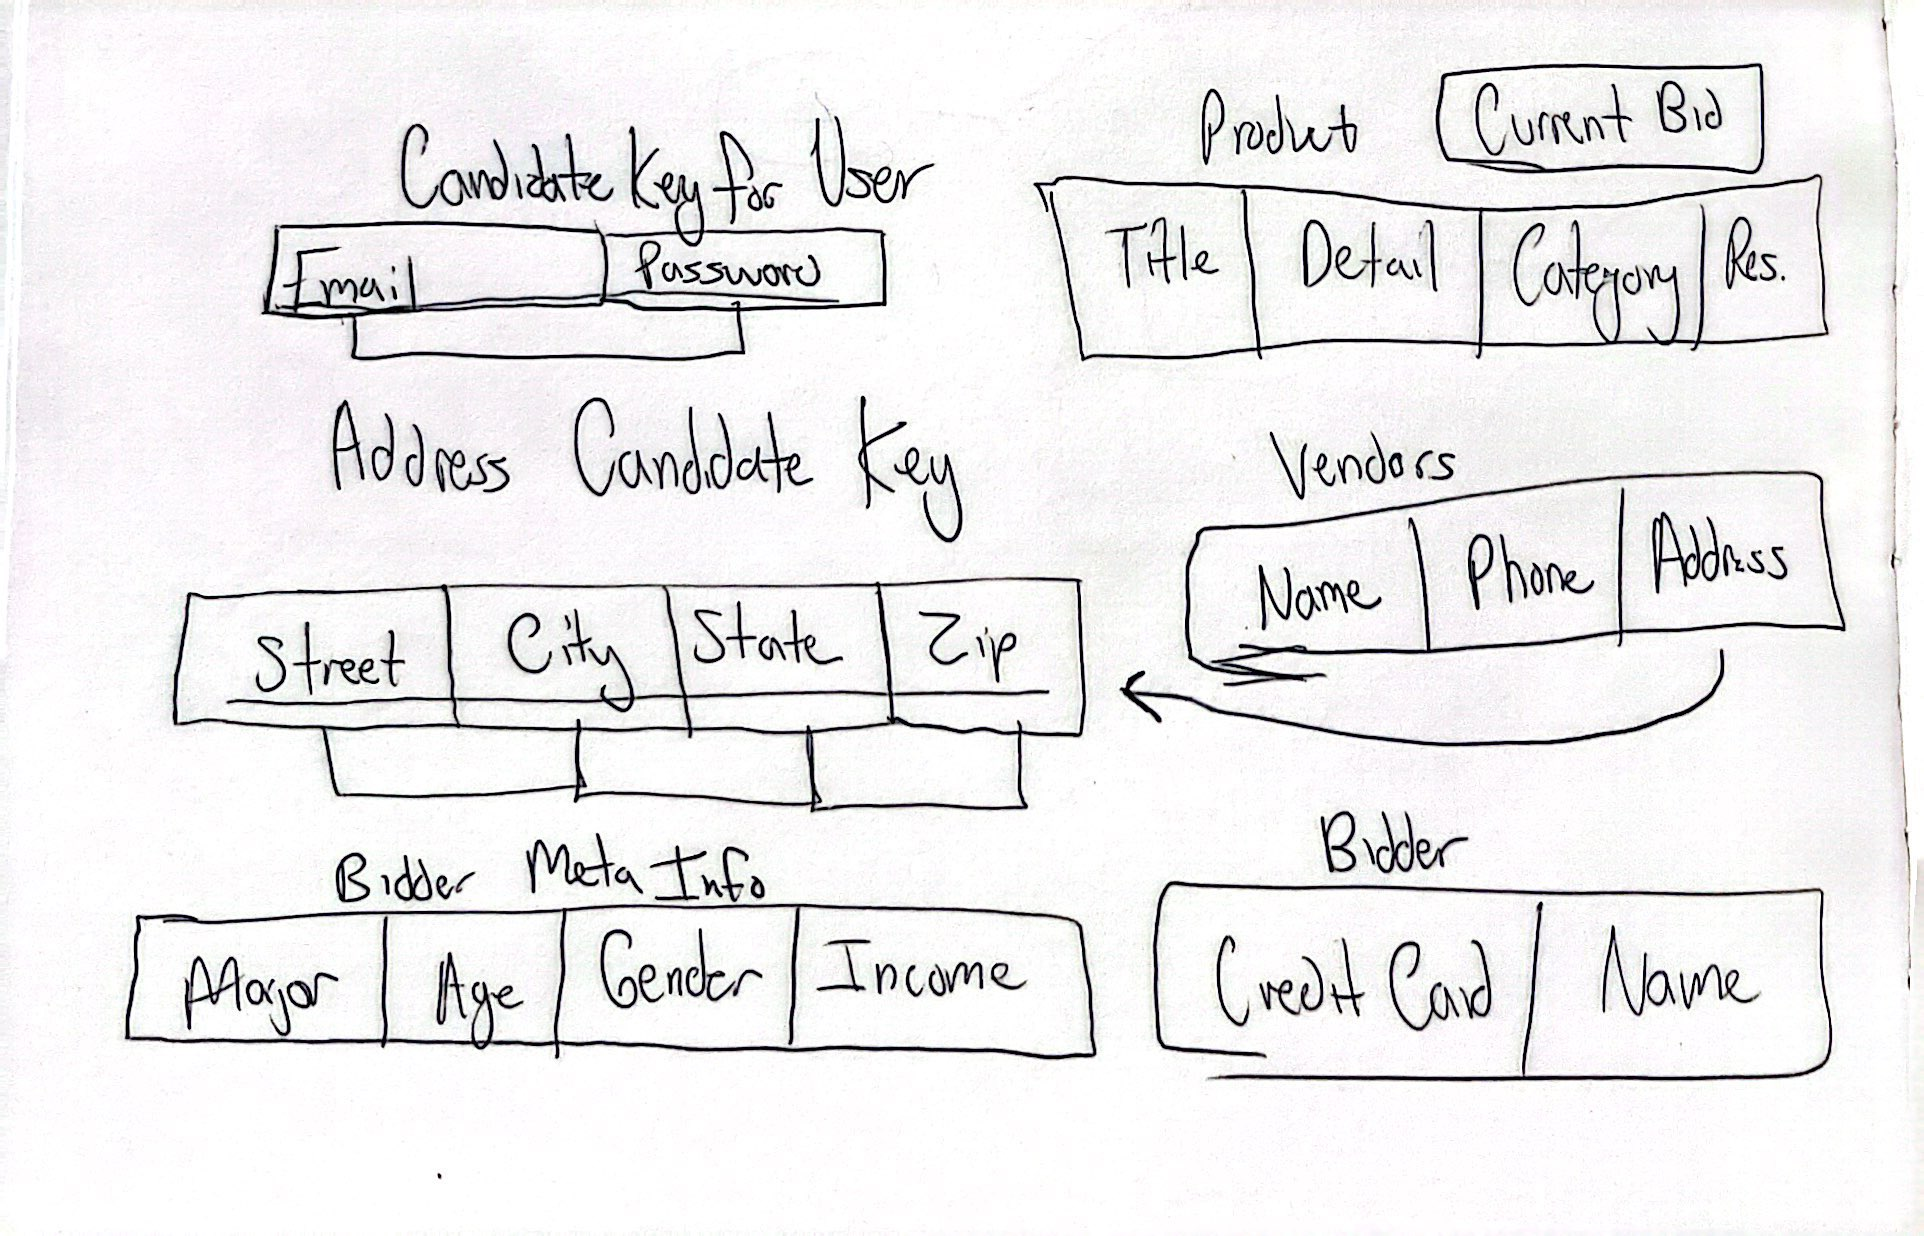 Candidate Key for User
Email Password
Address Candidate Key
Street City State Zip
Bidder Meta Info
Major Age Gender Income
Product Current Bid
Title Detail Category Res.
Vendors
Name Phone Address
Bidder
Credit Card Name